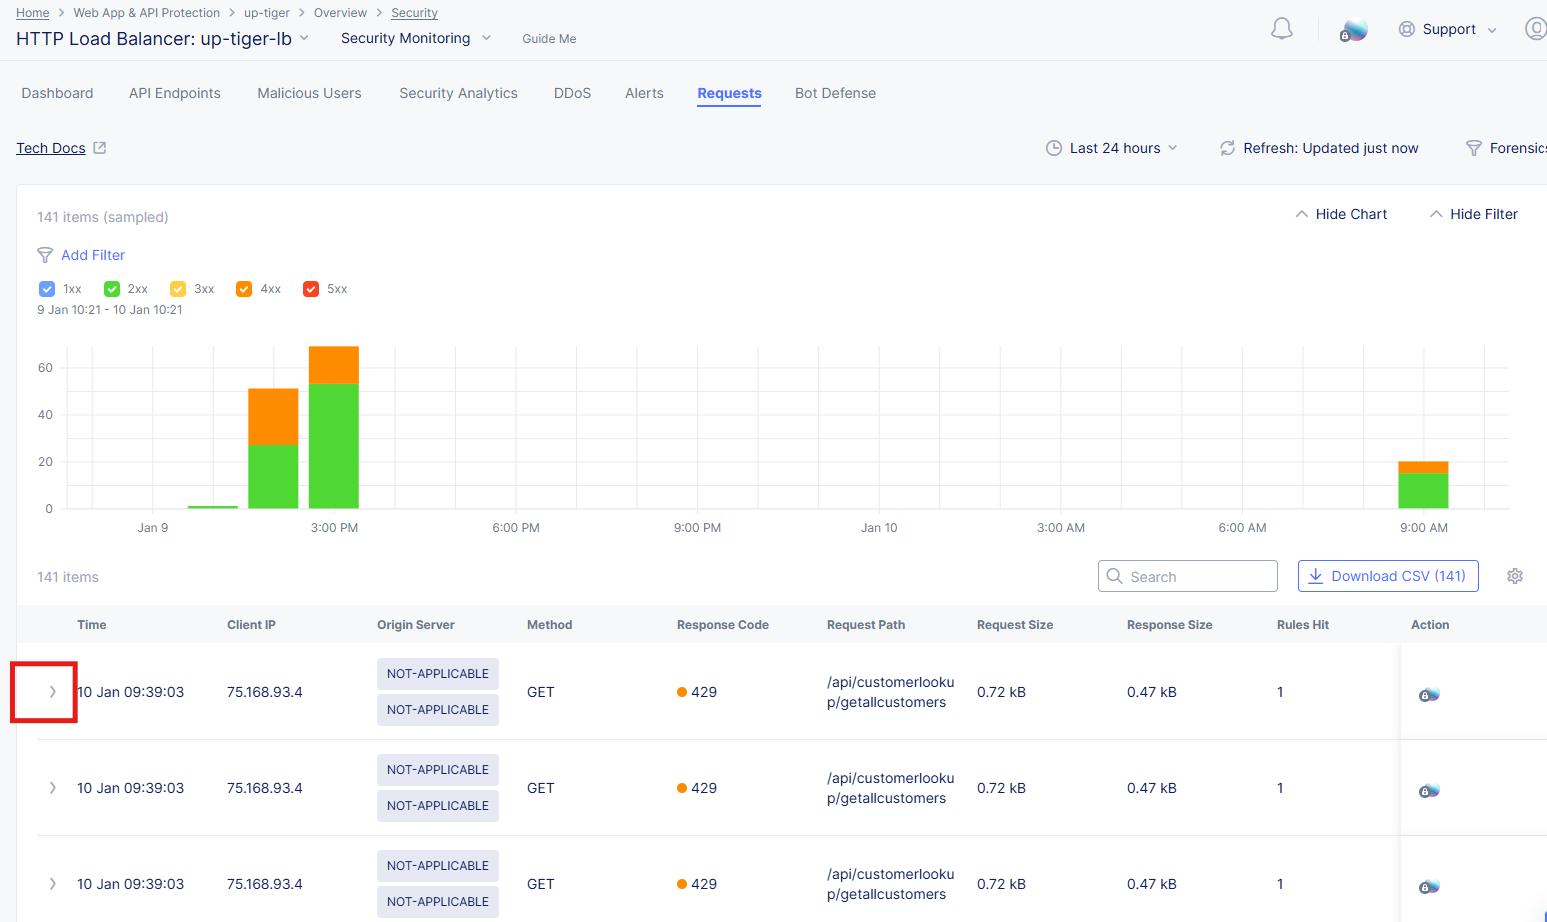 Home > Web App & API Protection > up-tiger > Overview > Security
HTTP Load Balancer: up-tiger-lb Security Monitoring Guide Me Support
Dashboard API Endpoints Malicious Users Security Analytics DDoS Alerts Requests Bot Defense
Tech Docs Last 24 hours Refresh: Updated just now Forensics
141 items (sampled) Hide Chart Hide Filter
Add Filter
1xx 2xx 3xx 4xx 5xx
9 Jan 10:21 - 10 Jan 10:21
60
40
20
0
Jan 9 3:00 PM 6:00 PM 9:00 PM Jan 10 3:00 AM 6:00 AM 9:00 AM
141 items Search Download CSV (141)
Time Client IP Origin Server Method Response Code Request Path Request Size Response Size Rules Hit Action
NOT-APPLICABLE
10 Jan 09:39:03 75.168.93.4 GET 429 /api/customerlooku 0.72 kB 0.47 kB 1
NOT-APPLICABLE p/getallcustomers
NOT-APPLICABLE
10 Jan 09:39:03 75.168.93.4 GET 429 /api/customerlooku 0.72 kB 0.47 kB 1
NOT-APPLICABLE p/getallcustomers
NOT-APPLICABLE
10 Jan 09:39:03 75.168.93.4 GET 429 /api/customerlooku 0.72 kB 0.47 kB 1
NOT-APPLICABLE p/getallcustomers